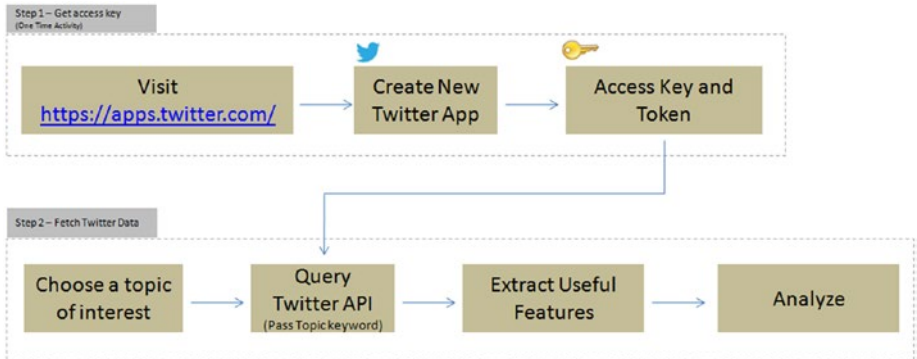 Step 1 – Get access key
(One Time Activity)
Visit
https://apps.twitter.com/
Create New
Twitter App
Access Key and
Token
Step 2 – Fetch Twitter Data
Choose a topic
of interest
Query
Twitter API
(Pass Topic keyword)
Extract Useful
Features
Analyze